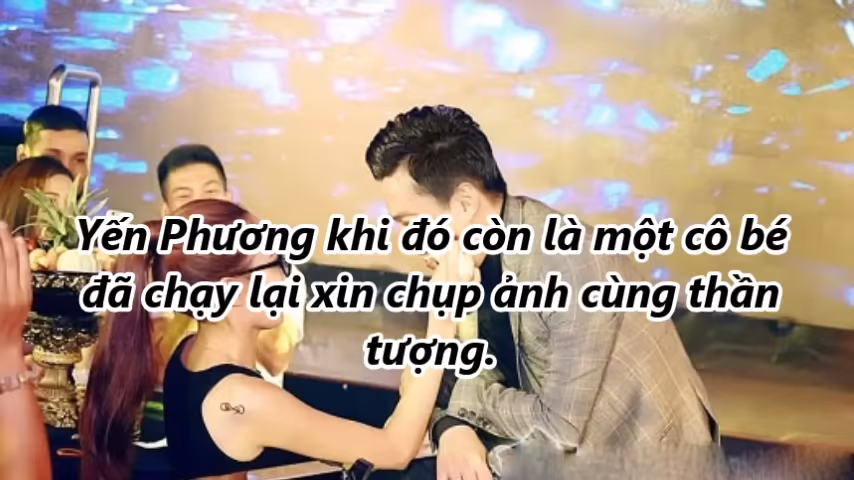 Yến Phương khi đó còn là một cô bé
đã chạy lại xin chụp ảnh cùng thần
tượng.